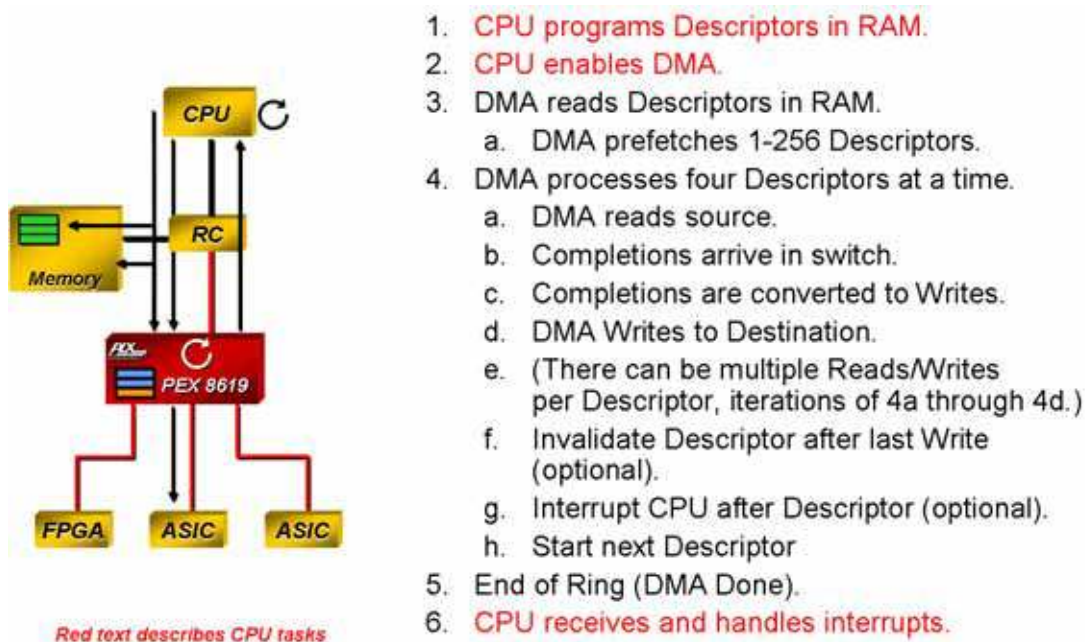 1. CPU programs Descriptors in RAM.
2. CPU enables DMA.
3. DMA reads Descriptors in RAM.
a. DMA prefetches 1-256 Descriptors.
4. DMA processes four Descriptors at a time.
a. DMA reads source.
b. Completions arrive in switch.
c. Completions are converted to Writes.
d. DMA Writes to Destination.
e. (There can be multiple Reads/Writes
per Descriptor, iterations of 4a through 4d.)
f. Invalidate Descriptor after last Write
(optional).
g. Interrupt CPU after Descriptor (optional).
h. Start next Descriptor
5. End of Ring (DMA Done).
6. CPU receives and handles interrupts.
CPU
RC
Memory
PEX 8619
FPGA
ASIC
ASIC
Red text describes CPU tasks